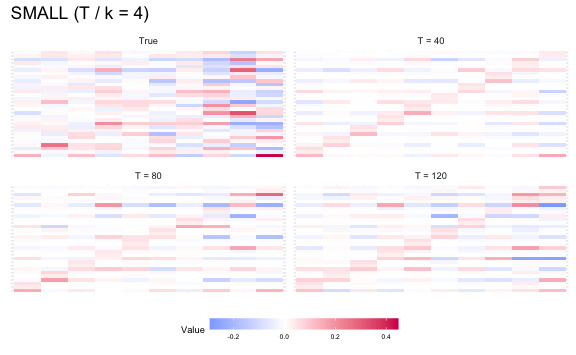 SMALL (T / k = 4)
True
T = 40
T = 80
T = 120
Value
-0.2
0.0
0.2
0.4